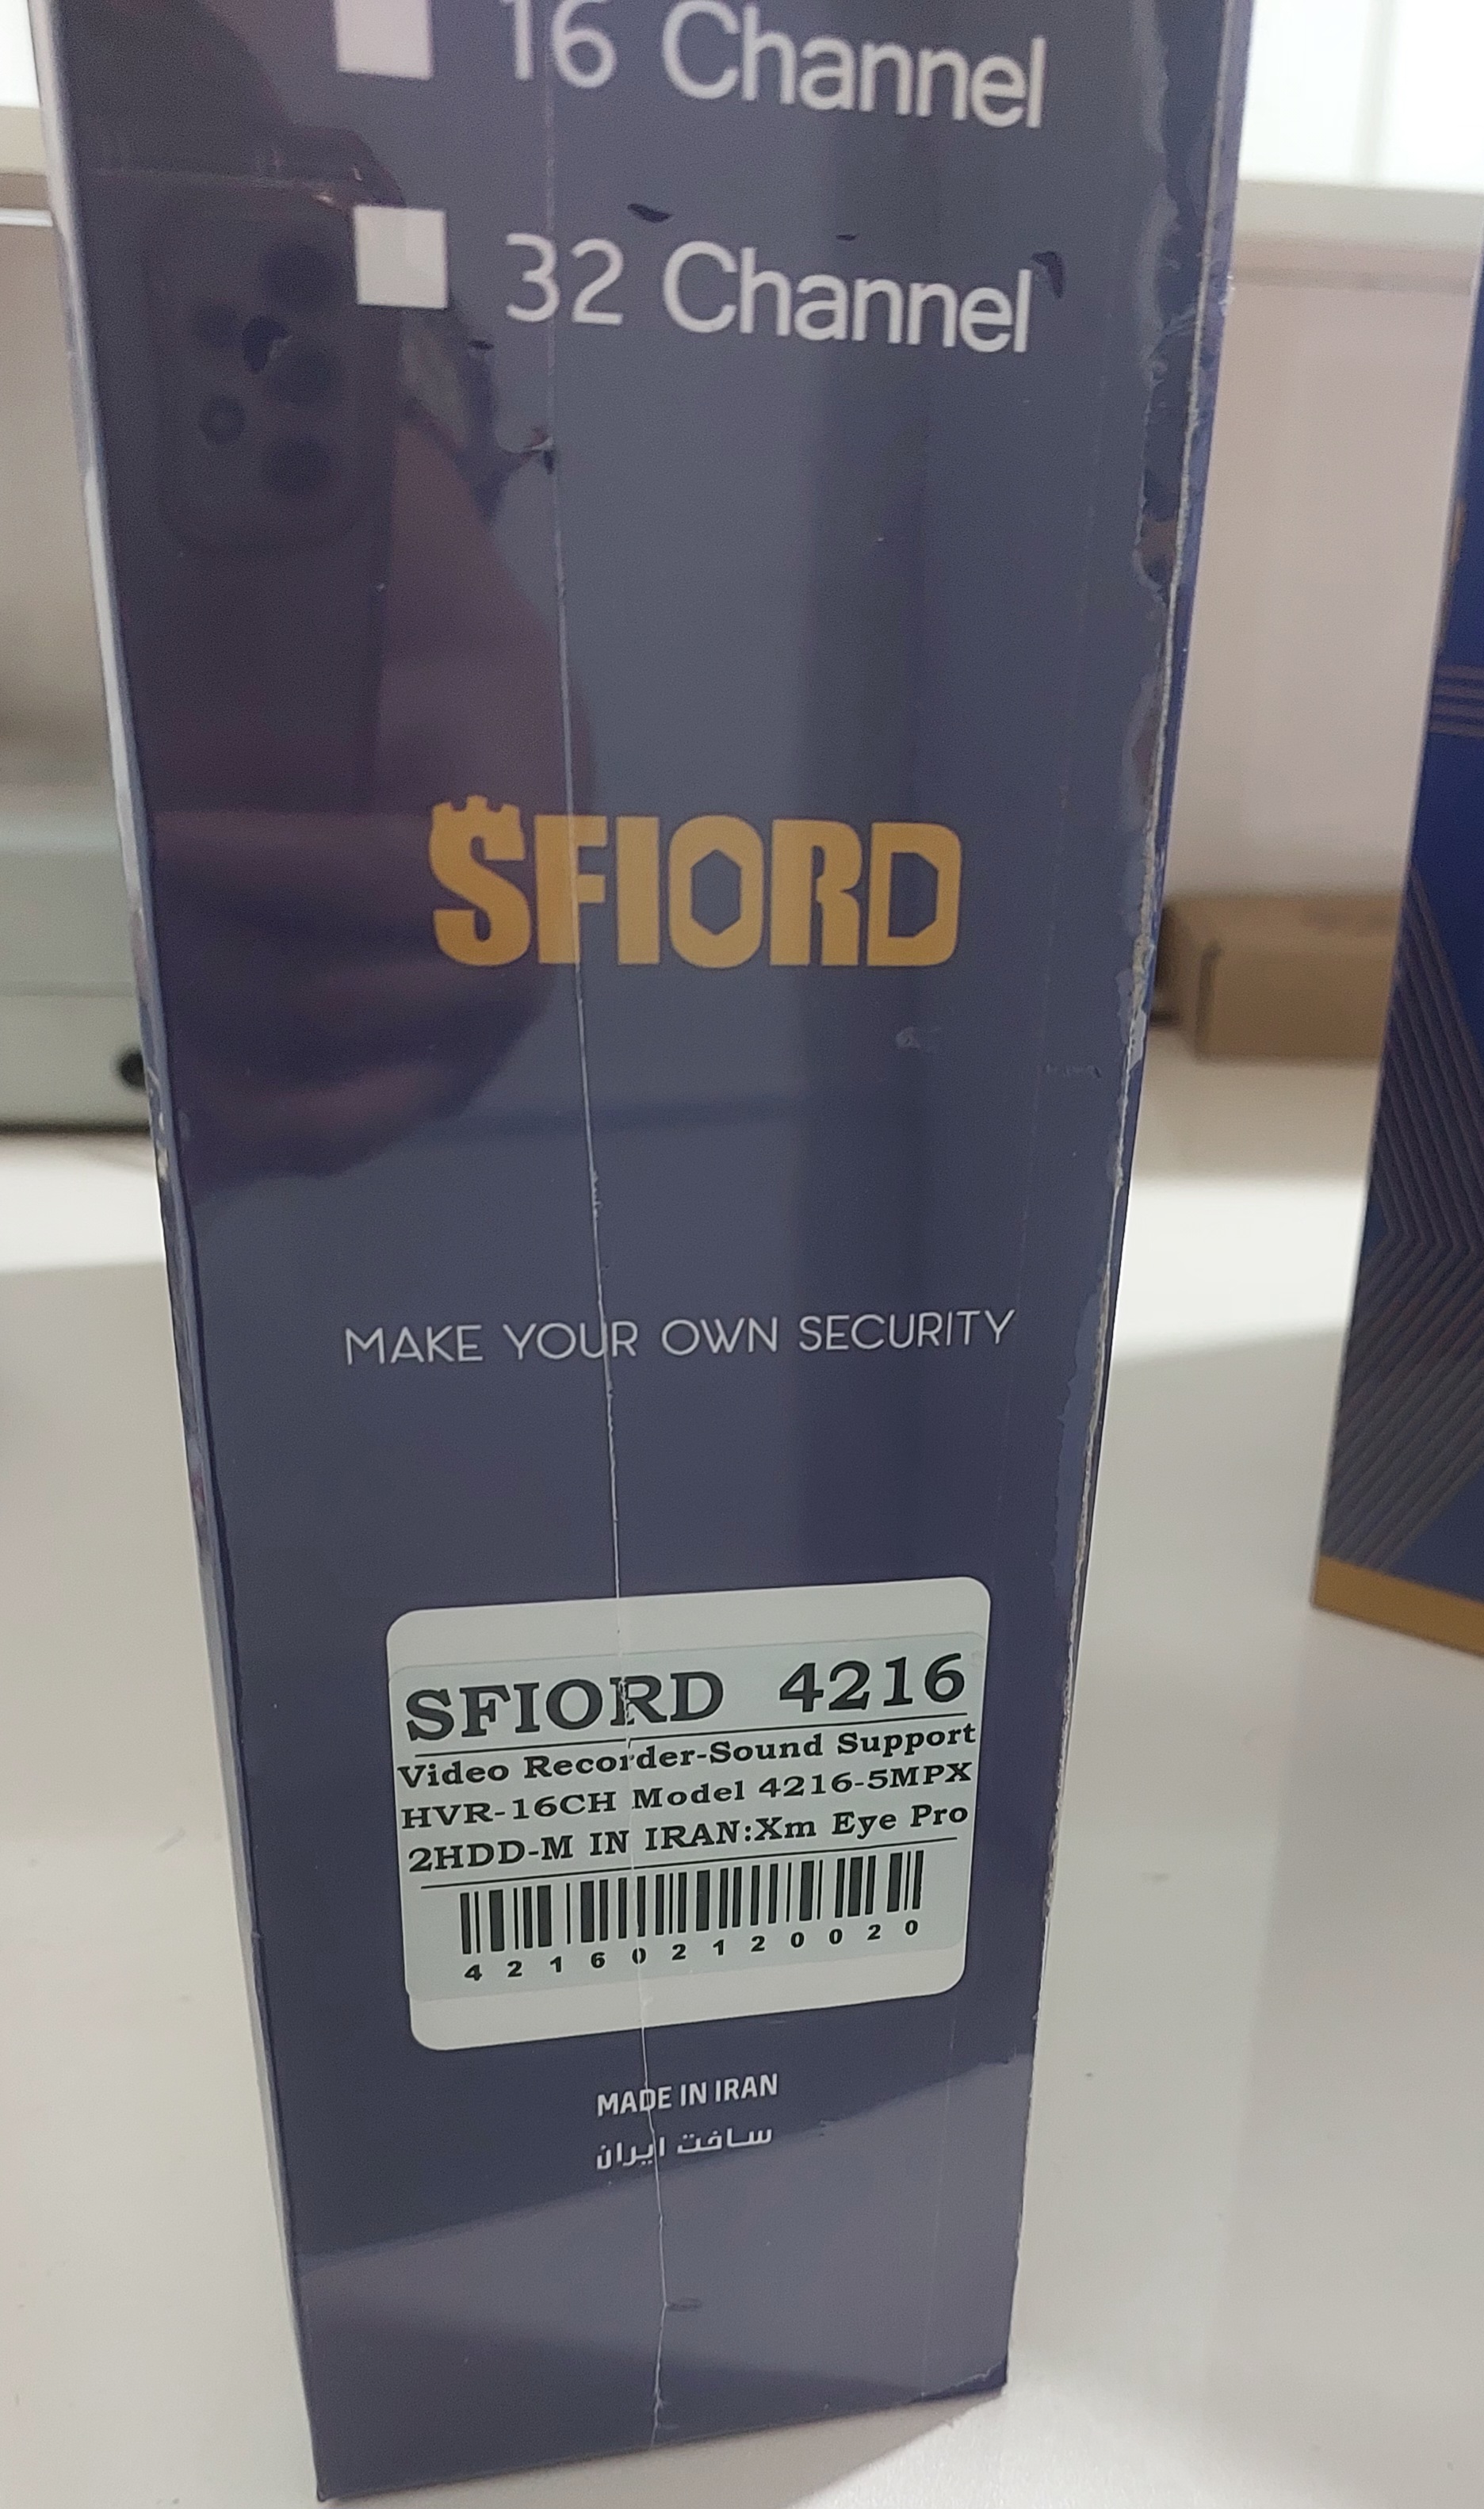 16 Channel
32 Channel
SFIORD
MAKE YOUR OWN SECURITY
SFIORD 4216
Video Recorder-Sound Support
HVR-16CH Model 4216-5MPX
2HDD-M IN IRAN:Xm Eye Pro
421602120020
MADE IN IRAN
ساخت ایران